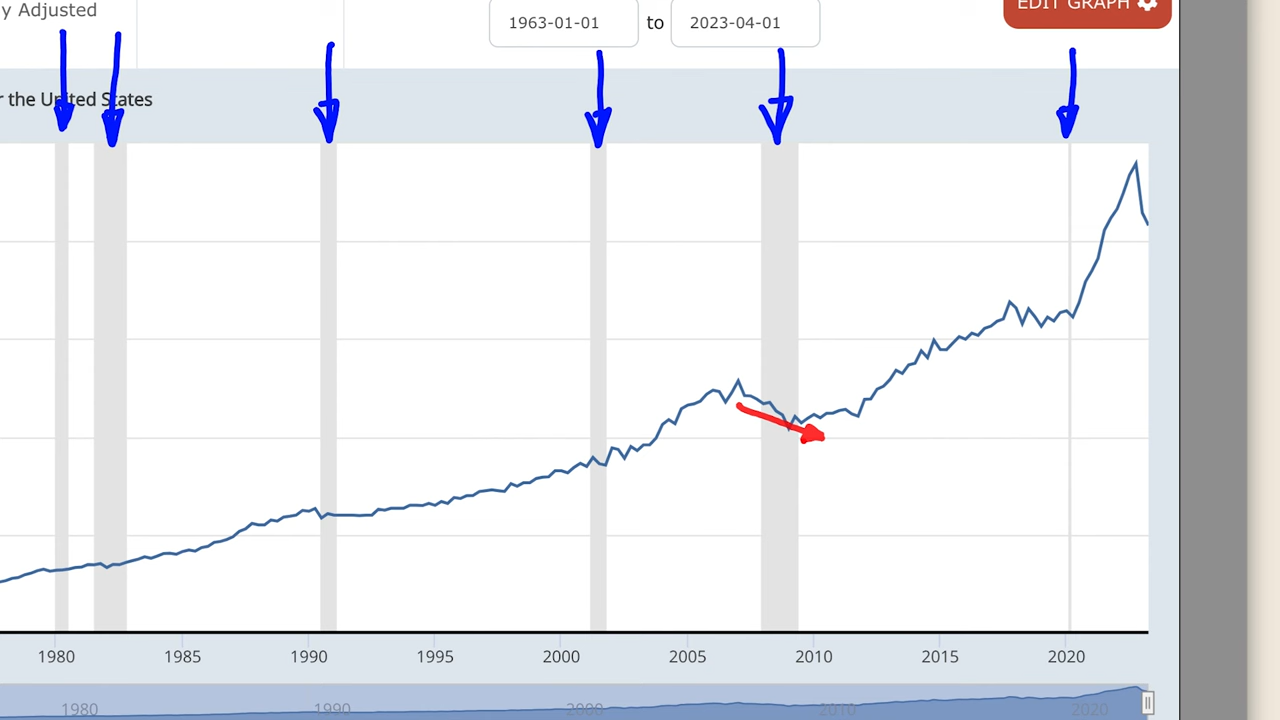 y Adjusted
1963-01-01 to 2023-04-01
EDIT GRAPH
r the United States
1980 1985 1990 1995 2000 2005 2010 2015 2020
1980 1990 2000 2010 2020